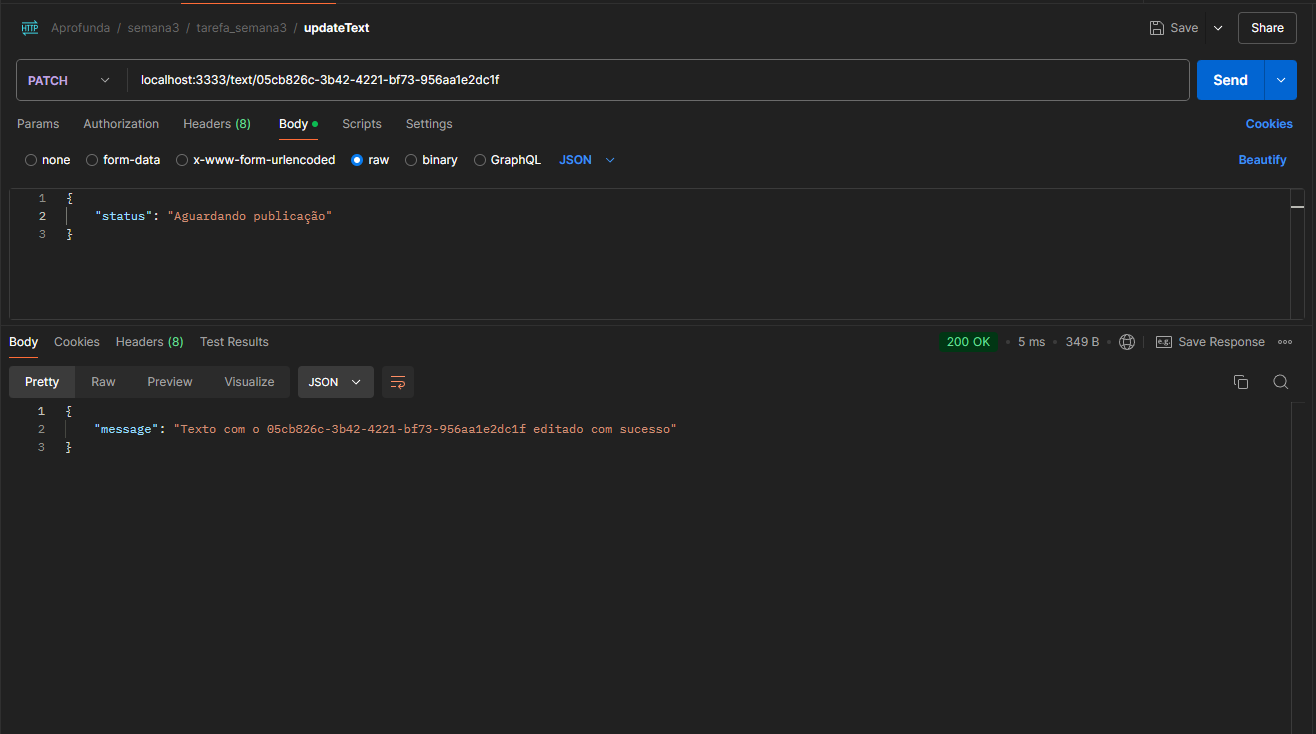 HTTP Aprofunda / semana3 / tarefa_semana3 / updateText Save Share
PATCH localhost:3333/text/05cb826c-3b42-4221-bf73-956aa1e2dc1f Send
Params Authorization Headers (8) Body Scripts Settings Cookies
none form-data x-www-form-urlencoded raw binary GraphQL JSON Beautify
1 {
2 "status": "Aguardando publicação"
3 }
Body Cookies Headers (8) Test Results 200 OK • 5 ms • 349 B • e.g. Save Response
Pretty Raw Preview Visualize JSON
1 {
2 "message": "Texto com o 05cb826c-3b42-4221-bf73-956aa1e2dc1f editado com sucesso"
3 }